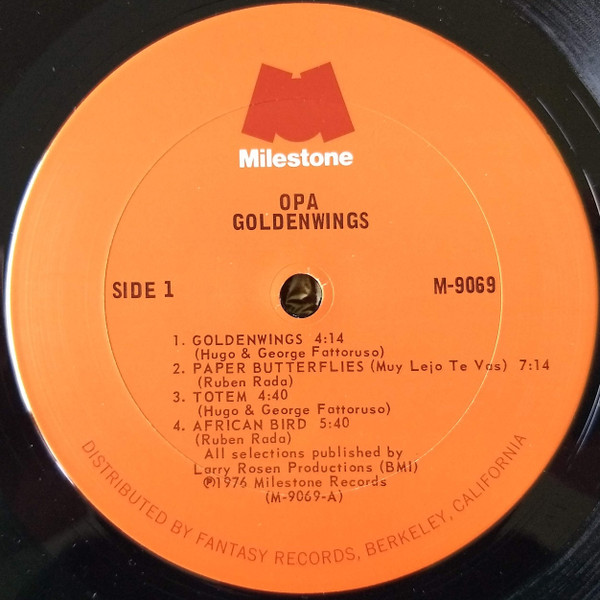 Milestone
OPA
GOLDENWINGS
SIDE 1
M-9069
1. GOLDENWINGS 4:14
(Hugo & George Fattoruso)
2. PAPER BUTTERFLIES (Muy Lejo Te Vas) 7:14
(Ruben Rada)
3. TOTEM 4:40
(Hugo & George Fattoruso)
4. AFRICAN BIRD 5:40
(Ruben Rada)
All selections published by
Larry Rosen Productions (BMI)
℗1976 Milestone Records
(M-9069-A)
DISTRIBUTED BY FANTASY RECORDS, BERKELEY, CALIFORNIA